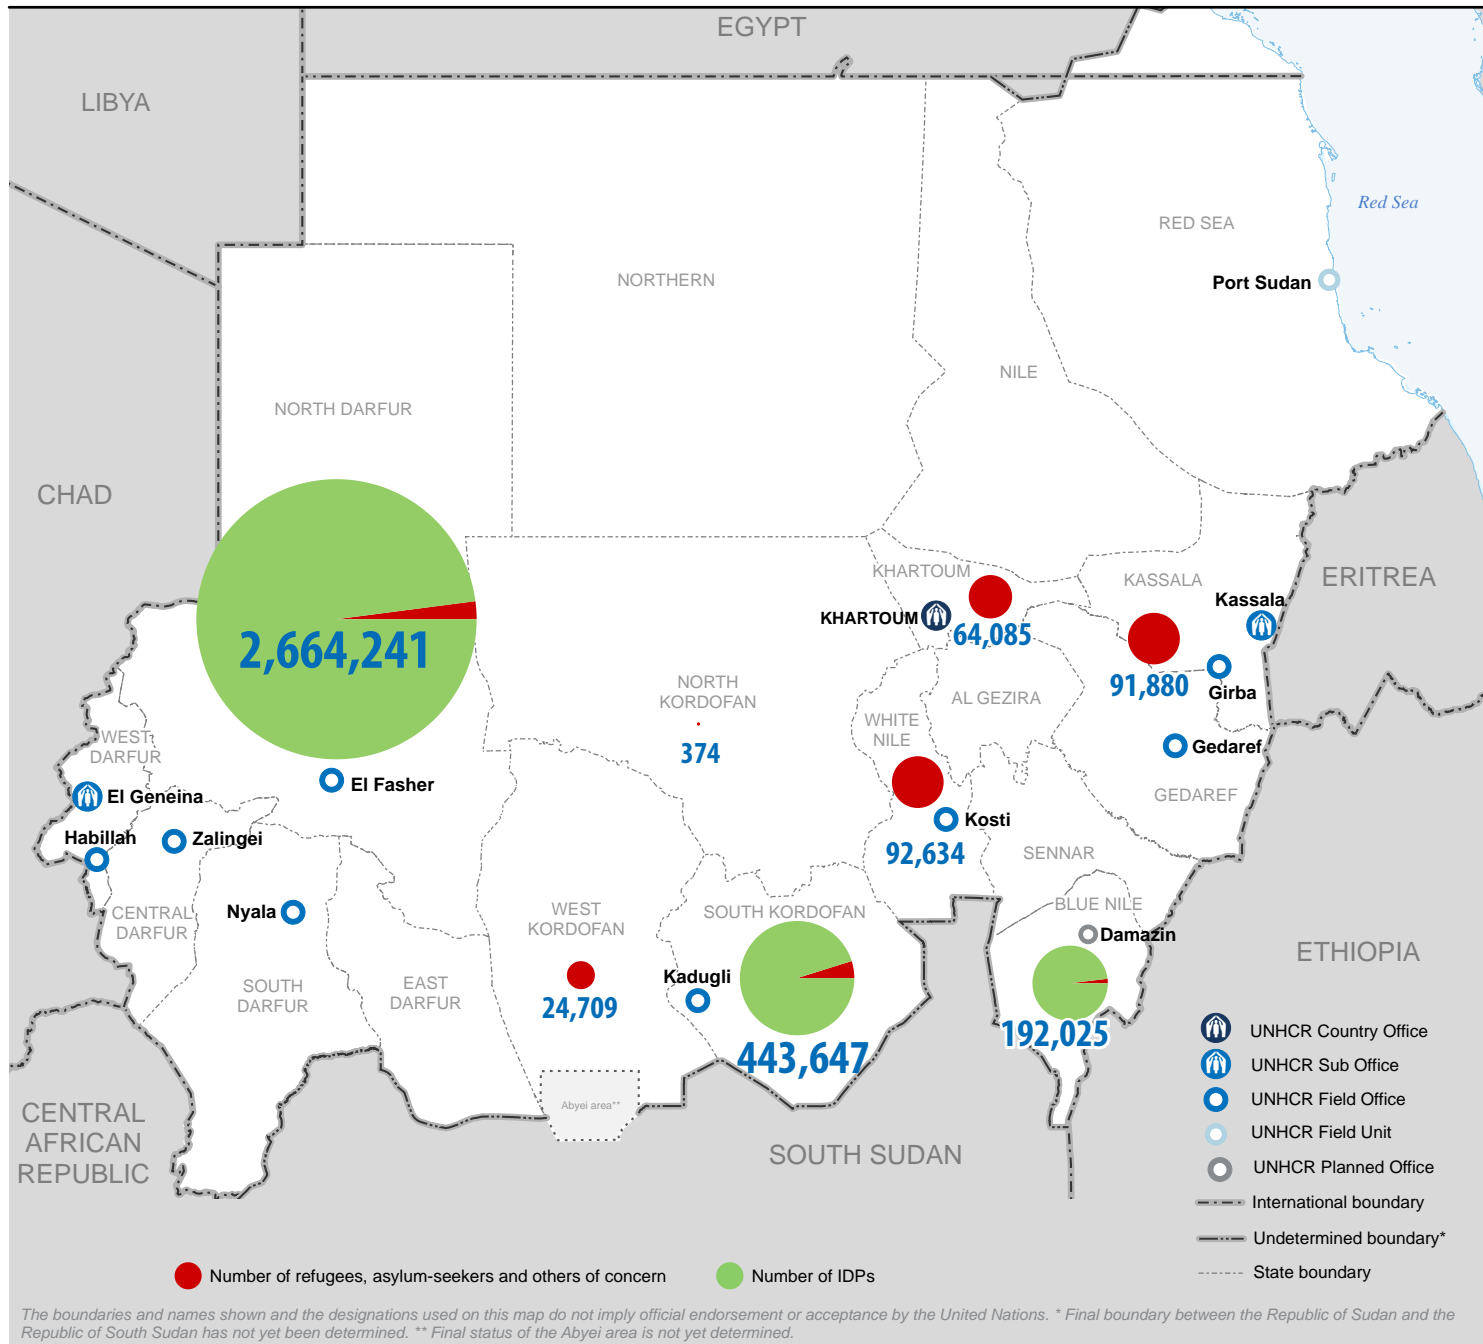 EGYPT
LIBYA
Red Sea
RED SEA
Port Sudan
NORTHERN
NILE
NORTH DARFUR
CHAD
KHARTOUM
KASSALA
ERITREA
Kassala
KHARTOUM
64,085
2,664,241
91,880
Girba
NORTH
KORDOFAN
AL GEZIRA
WHITE
NILE
374
WEST
DARFUR
Gedaref
El Fasher
El Geneina
GEDAREF
Habillah
Zalingei
Kosti
92,634
SENNAR
CENTRAL
DARFUR
Nyala
WEST
KORDOFAN
SOUTH KORDOFAN
BLUE NILE
Damazin
ETHIOPIA
SOUTH
DARFUR
EAST
DARFUR
Kadugli
24,709
443,647
192,025
UNHCR Country Office
UNHCR Sub Office
UNHCR Field Office
UNHCR Field Unit
UNHCR Planned Office
International boundary
Undetermined boundary*
State boundary
Abyei area**
CENTRAL
AFRICAN
REPUBLIC
SOUTH SUDAN
Number of refugees, asylum-seekers and others of concern
Number of IDPs
The boundaries and names shown and the designations used on this map do not imply official endorsement or acceptance by the United Nations. * Final boundary between the Republic of Sudan and the
Republic of South Sudan has not yet been determined. ** Final status of the Abyei area is not yet determined.